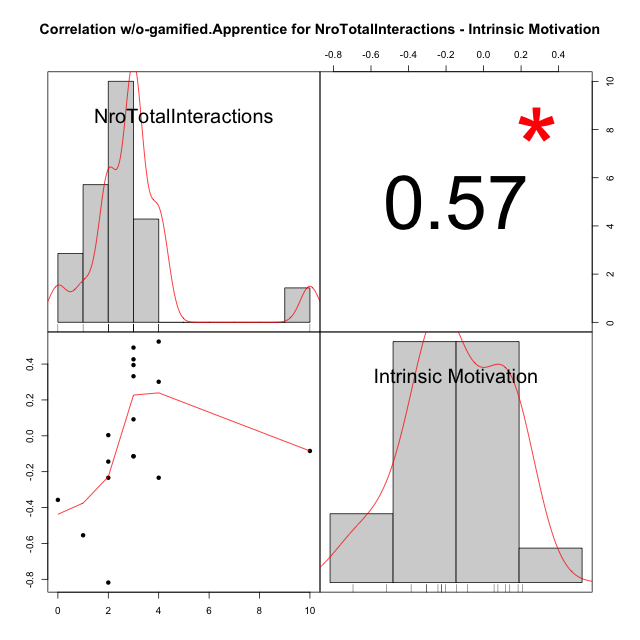 Correlation w/o-gamified.Apprentice for NroTotalInteractions - Intrinsic Motivation
-0.8 -0.6 -0.4 -0.2 0.0 0.2 0.4
NroTotalInteractions
*
0.57
0 2 4 6 8 10
-0.8 -0.6 -0.4 -0.2 0.0 0.2 0.4
Intrinsic Motivation
0 2 4 6 8 10